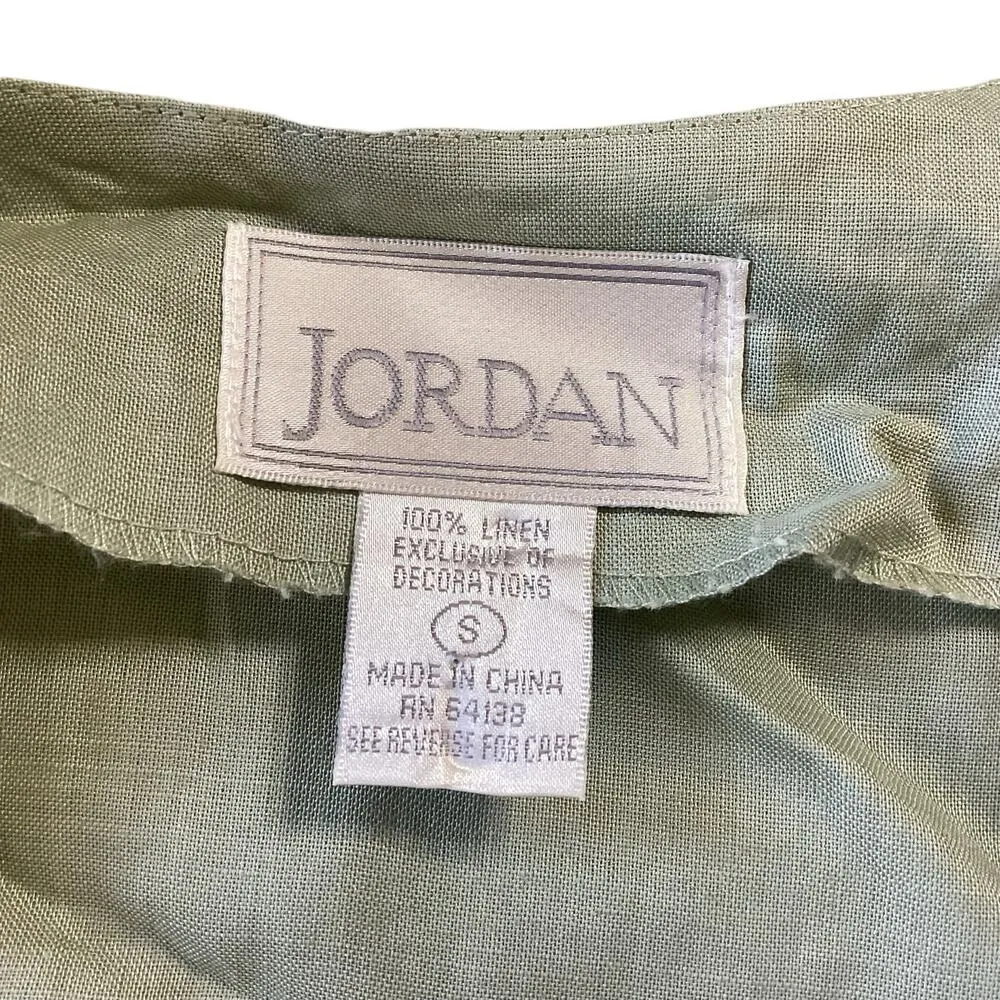 JORDAN
100% LINEN
EXCLUSIVE OF
DECORATIONS
S
MADE IN CHINA
RN 64138
SEE REVERSE FOR CARE